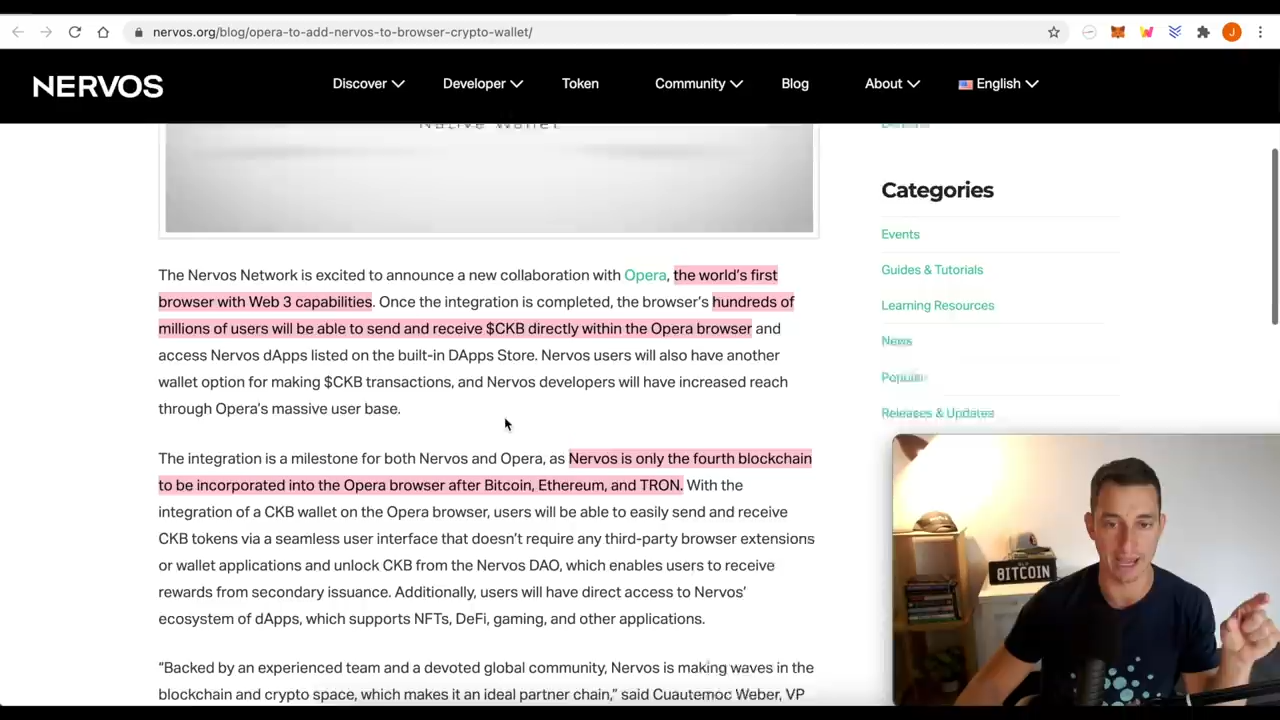 nervos.org/blog/opera-to-add-nervos-to-browser-crypto-wallet/
J
NERVOS
Discover
Developer
Token
Community
Blog
About
English
Native Wallet
The Nervos Network is excited to announce a new collaboration with Opera, the world's first
browser with Web 3 capabilities. Once the integration is completed, the browser's hundreds of
millions of users will be able to send and receive $CKB directly within the Opera browser and
access Nervos dApps listed on the built-in DApps Store. Nervos users will also have another
wallet option for making $CKB transactions, and Nervos developers will have increased reach
through Opera's massive user base.
The integration is a milestone for both Nervos and Opera, as Nervos is only the fourth blockchain
to be incorporated into the Opera browser after Bitcoin, Ethereum, and TRON. With the
integration of a CKB wallet on the Opera browser, users will be able to easily send and receive
CKB tokens via a seamless user interface that doesn't require any third-party browser extensions
or wallet applications and unlock CKB from the Nervos DAO, which enables users to receive
rewards from secondary issuance. Additionally, users will have direct access to Nervos'
ecosystem of dApps, which supports NFTs, DeFi, gaming, and other applications.
"Backed by an experienced team and a devoted global community, Nervos is making waves in the
blockchain and crypto space, which makes it an ideal partner chain," said Cuautemoc Weber, VP
Categories
Events
Guides & Tutorials
Learning Resources
News
Popular
Releases & Updates
BITCOIN